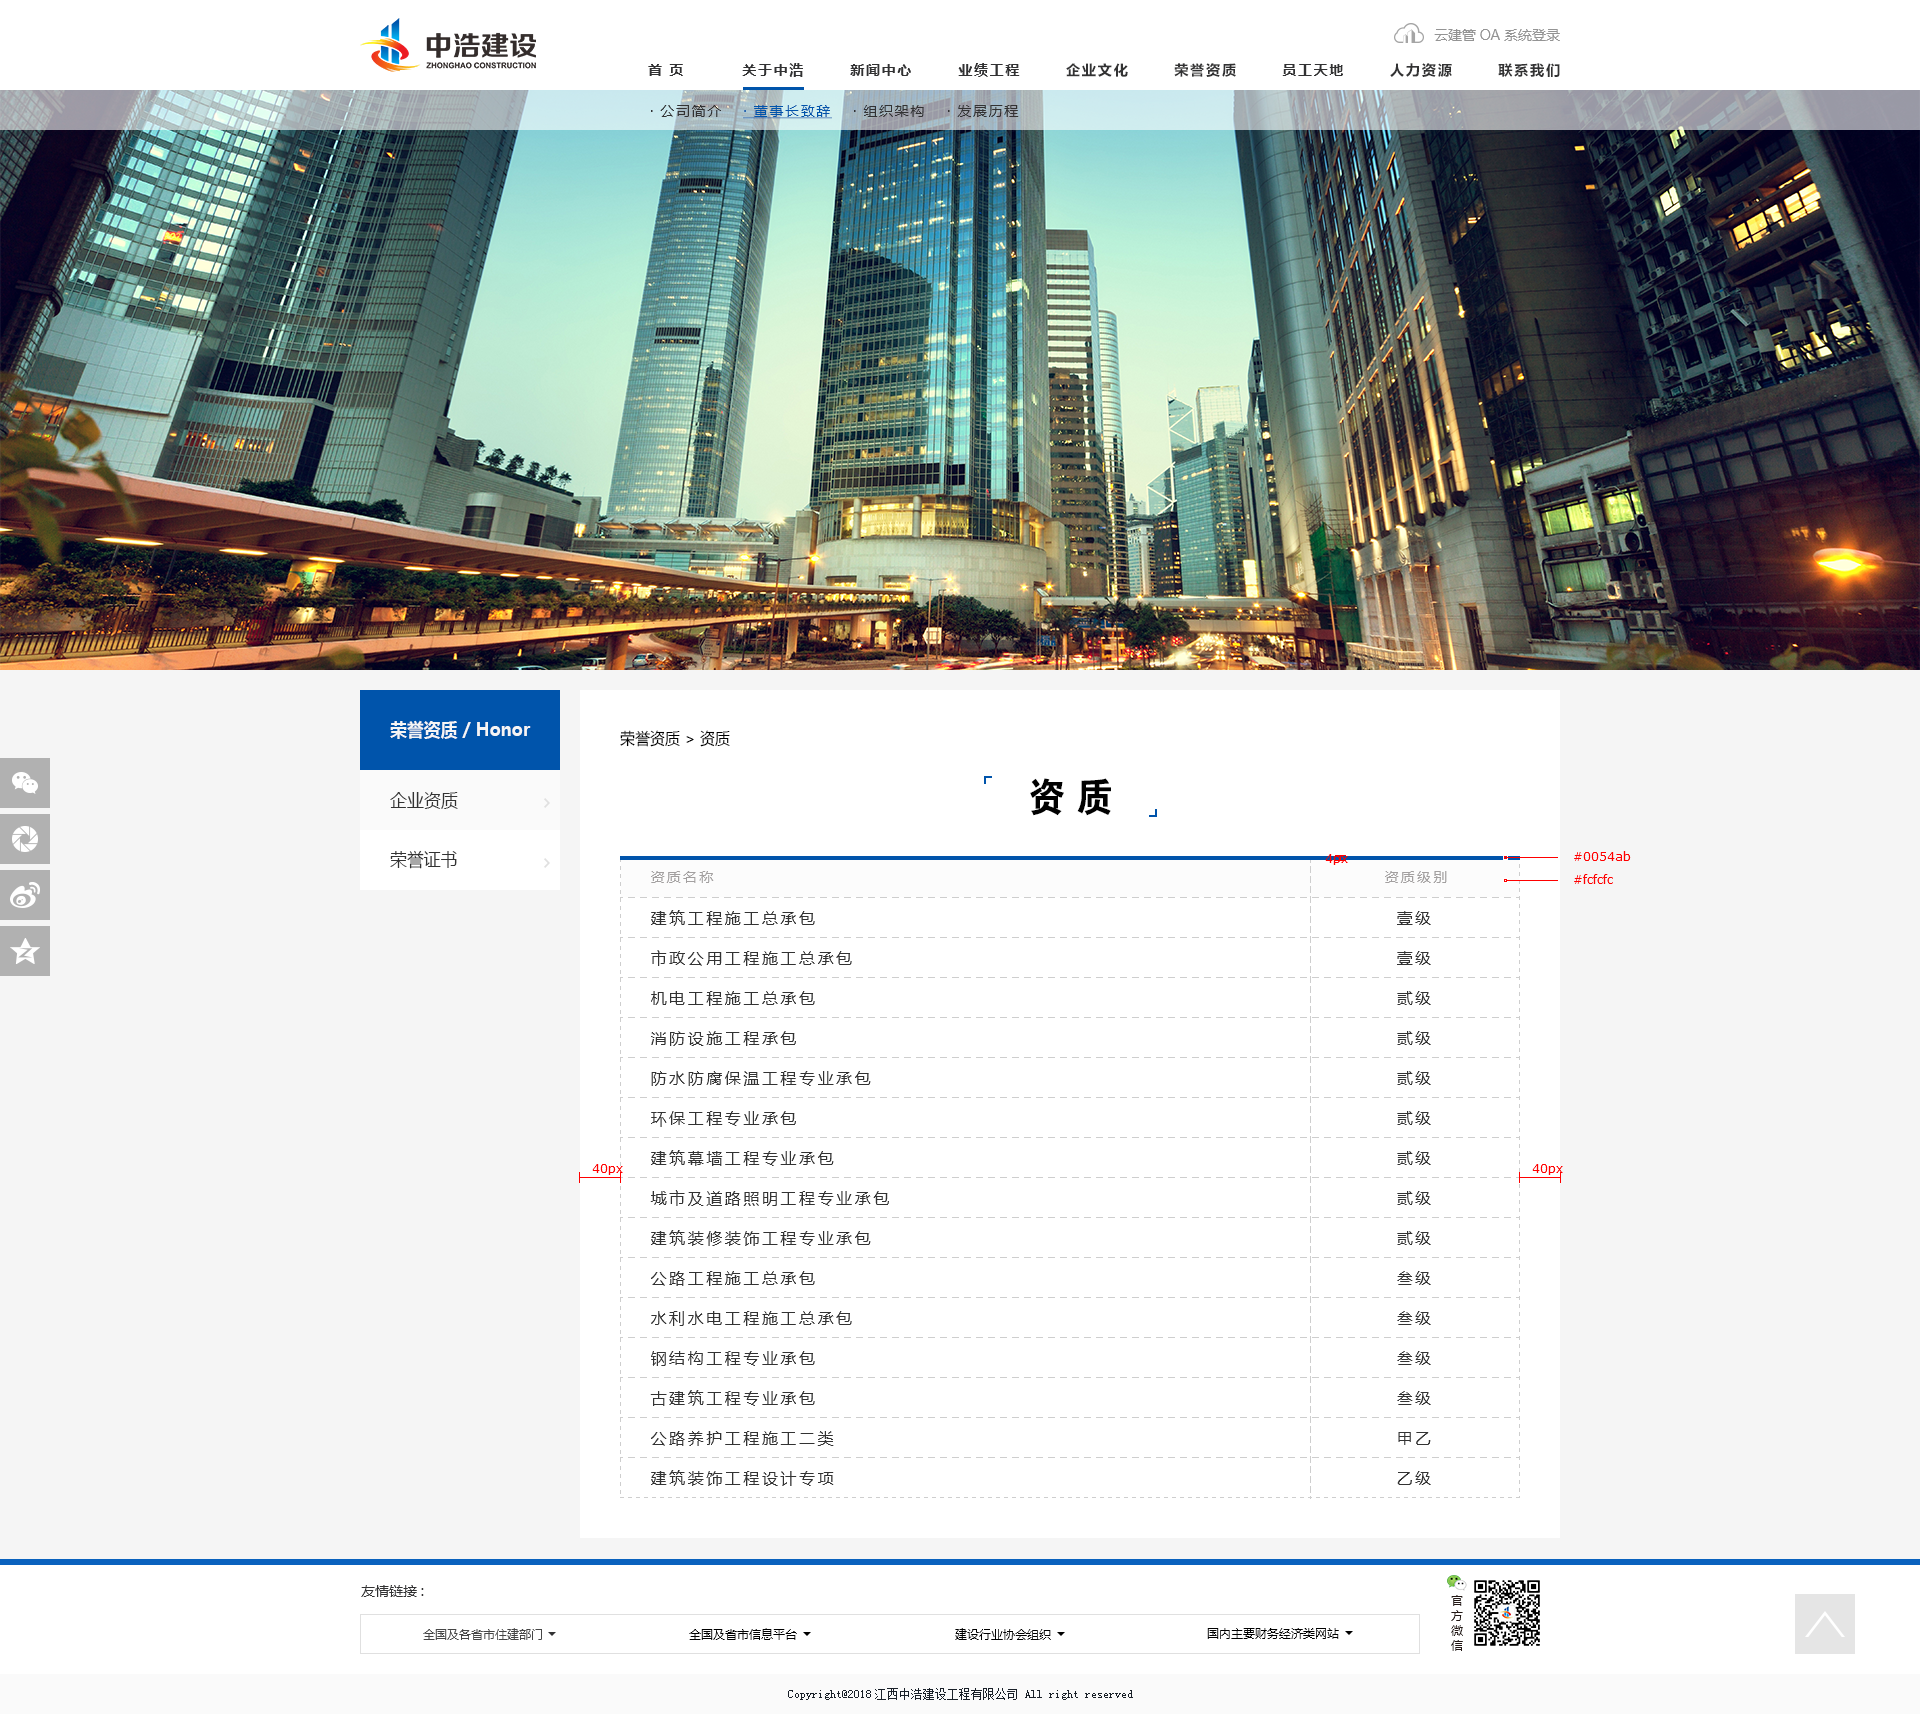 中浩建设
ZHONGHAO CONSTRUCTION
云建管 OA 系统登录
首 页 关于中浩 新闻中心 业绩工程 企业文化 荣誉资质 员工天地 人力资源 联系我们
· 公司简介 · 董事长致辞 · 组织架构 · 发展历程
荣誉资质 / Honor
企业资质
荣誉证书
荣誉资质 > 资质
资 质
4px
#0054ab
资质名称 资质级别
#fcfcfc
建筑工程施工总承包 壹级
市政公用工程施工总承包 壹级
机电工程施工总承包 贰级
消防设施工程承包 贰级
防水防腐保温工程专业承包 贰级
环保工程专业承包 贰级
建筑幕墙工程专业承包 贰级
40px 40px
城市及道路照明工程专业承包 贰级
建筑装修装饰工程专业承包 贰级
公路工程施工总承包 叁级
水利水电工程施工总承包 叁级
钢结构工程专业承包 叁级
古建筑工程专业承包 叁级
公路养护工程施工二类 甲乙
建筑装饰工程设计专项 乙级
友情链接 :
全国及各省市住建部门 全国及省市信息平台 建设行业协会组织 国内主要财务经济类网站
官方微信
Copyright@2018 江西中浩建设工程有限公司 All right reserved